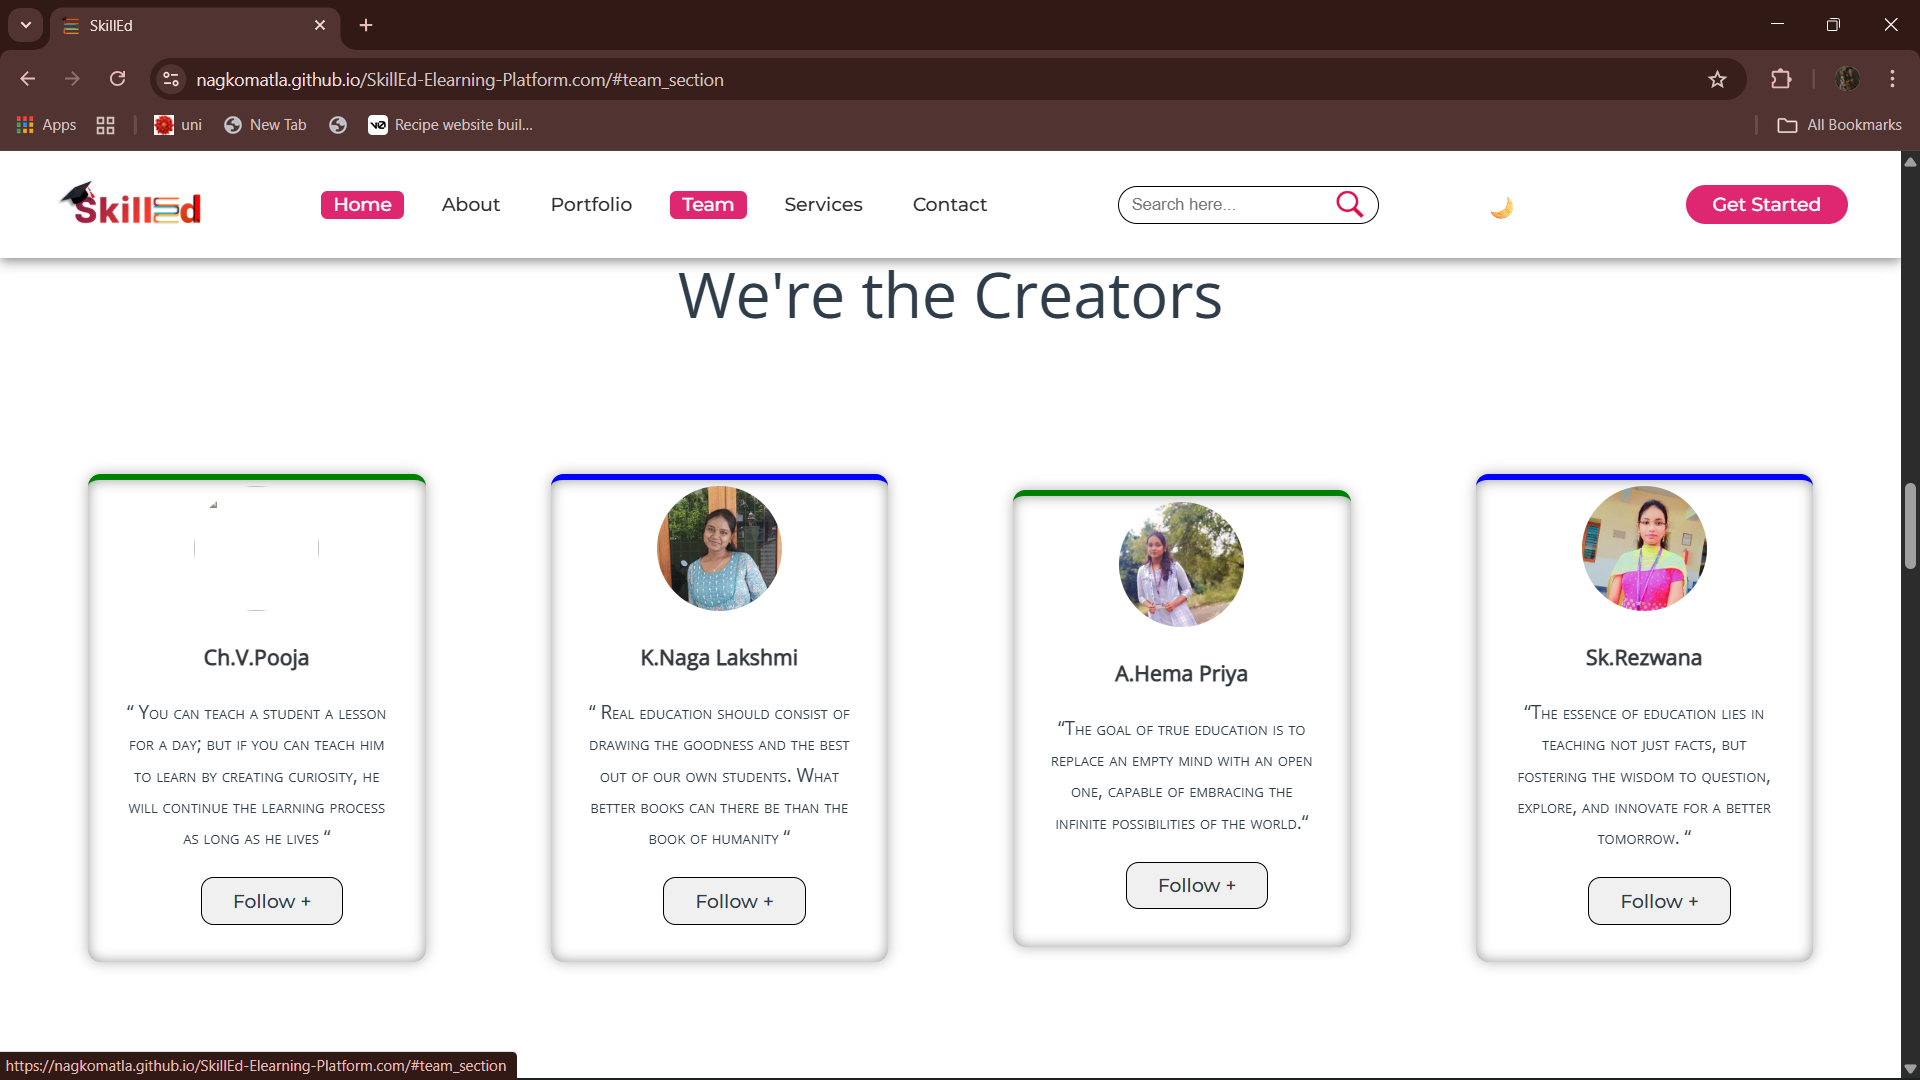 SkillEd
nagkomatla.github.io/SkillEd-Elearning-Platform.com/#team_section
Apps
uni
New Tab
Recipe website buil...
All Bookmarks
SkillEd
Home
About
Portfolio
Team
Services
Contact
Search here...
Get Started
We're the Creators
Ch.V.Pooja
“ You can teach a student a lesson
for a day; but if you can teach him
to learn by creating curiosity, he
will continue the learning process
as long as he lives “
Follow +
K.Naga Lakshmi
“ Real education should consist of
drawing the goodness and the best
out of our own students. What
better books can there be than the
book of humanity “
Follow +
A.Hema Priya
“The goal of true education is to
replace an empty mind with an open
one, capable of embracing the
infinite possibilities of the world.“
Follow +
Sk.Rezwana
“The essence of education lies in
teaching not just facts, but
fostering the wisdom to question,
explore, and innovate for a better
tomorrow. “
Follow +
https://nagkomatla.github.io/SkillEd-Elearning-Platform.com/#team_section